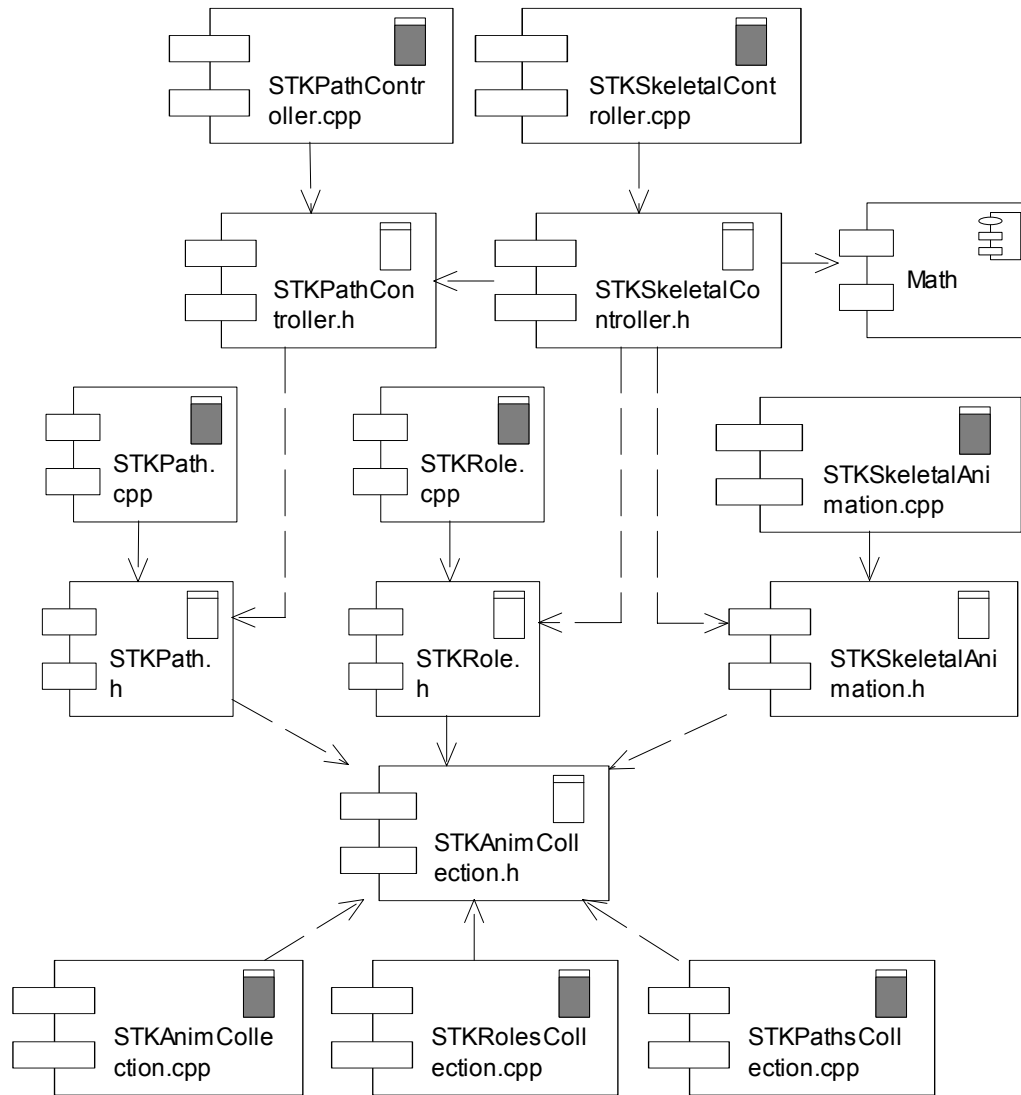 STKPathContr
oller.cpp
STKSkeletalCont
roller.cpp
STKPathCon
troller.h
STKSkeletalCo
ntroller.h
Math
STKPath.
cpp
STKRole.
cpp
STKSkeletalAni
mation.cpp
STKPath.
h
STKRole.
h
STKSkeletalAni
mation.h
STKAnimColl
ection.h
STKAnimColle
ction.cpp
STKRolesColl
ection.cpp
STKPathsColl
ection.cpp